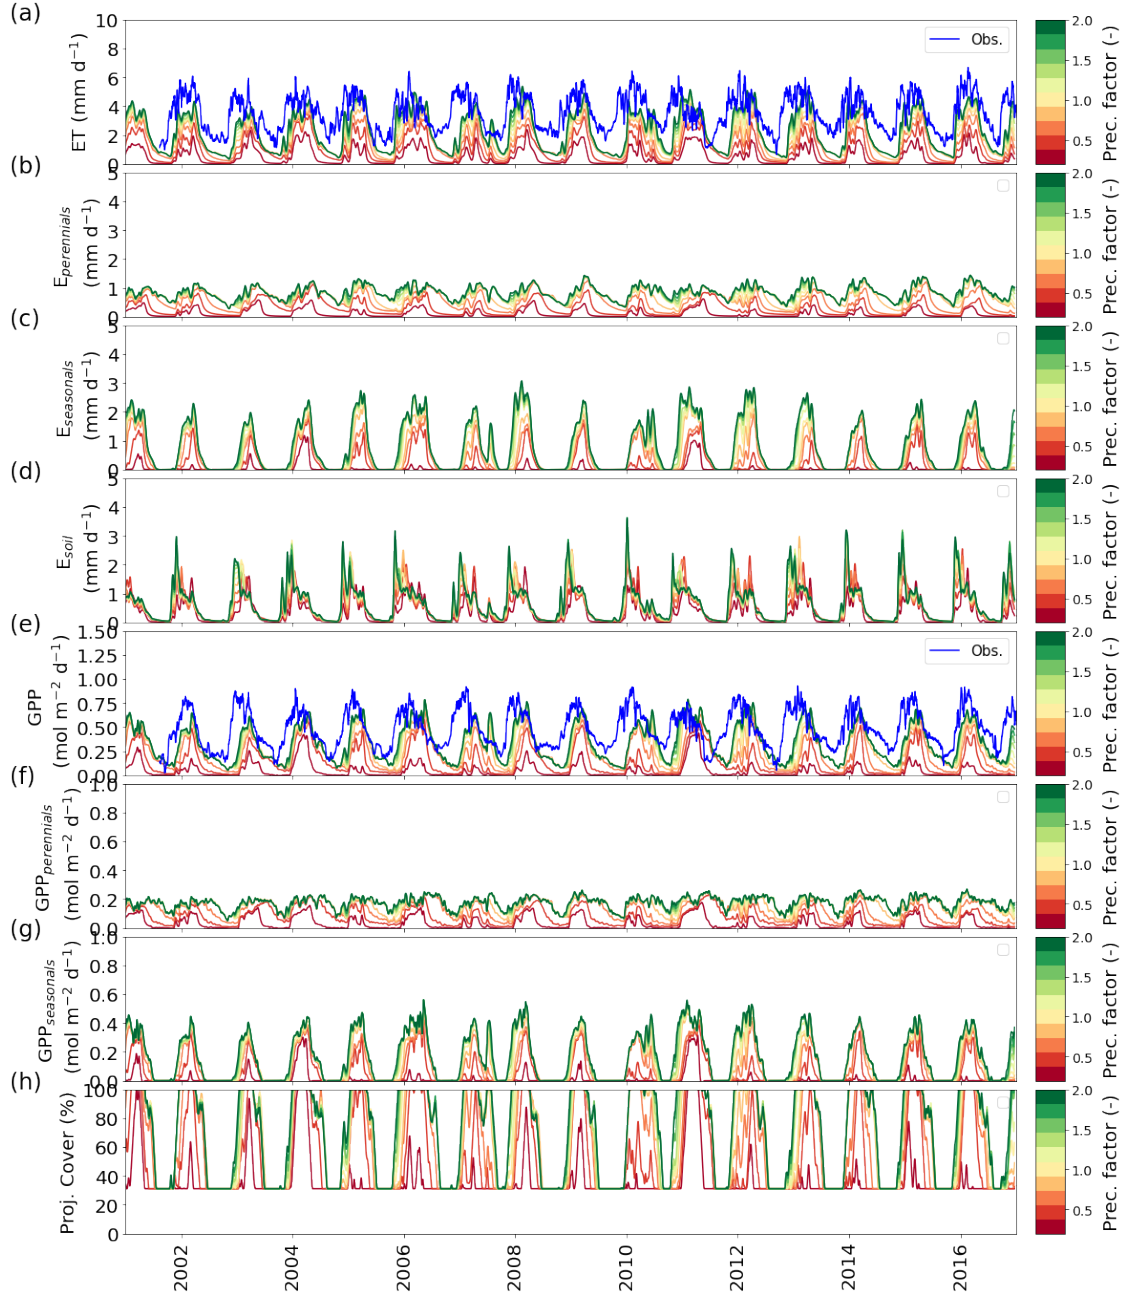 (a)
10
8
6
4
2
0
ET (mm d⁻¹)
Obs.
2.0
1.5
1.0
0.5
Prec. factor (-)
(b)
5
4
3
2
1
0
E_perennials
(mm d⁻¹)
2.0
1.5
1.0
0.5
Prec. factor (-)
(c)
5
4
3
2
1
0
E_seasonals
(mm d⁻¹)
2.0
1.5
1.0
0.5
Prec. factor (-)
(d)
5
4
3
2
1
0
E_soil
(mm d⁻¹)
2.0
1.5
1.0
0.5
Prec. factor (-)
(e)
1.50
1.25
1.00
0.75
0.50
0.25
0.00
GPP
(mol m⁻² d⁻¹)
Obs.
2.0
1.5
1.0
0.5
Prec. factor (-)
(f)
1.0
0.8
0.6
0.4
0.2
0.0
GPP_perennials
(mol m⁻² d⁻¹)
2.0
1.5
1.0
0.5
Prec. factor (-)
(g)
1.0
0.8
0.6
0.4
0.2
0.0
GPP_seasonals
(mol m⁻² d⁻¹)
2.0
1.5
1.0
0.5
Prec. factor (-)
(h)
100
80
60
40
20
0
Proj. Cover (%)
2.0
1.5
1.0
0.5
Prec. factor (-)
2002
2004
2006
2008
2010
2012
2014
2016